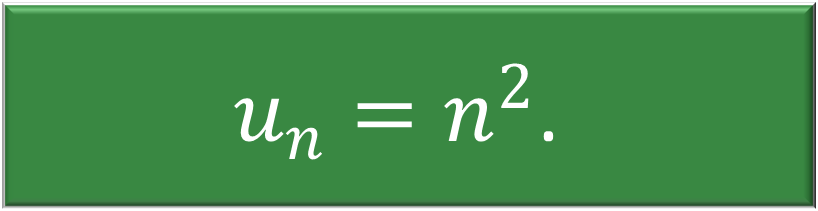 uₙ = n².